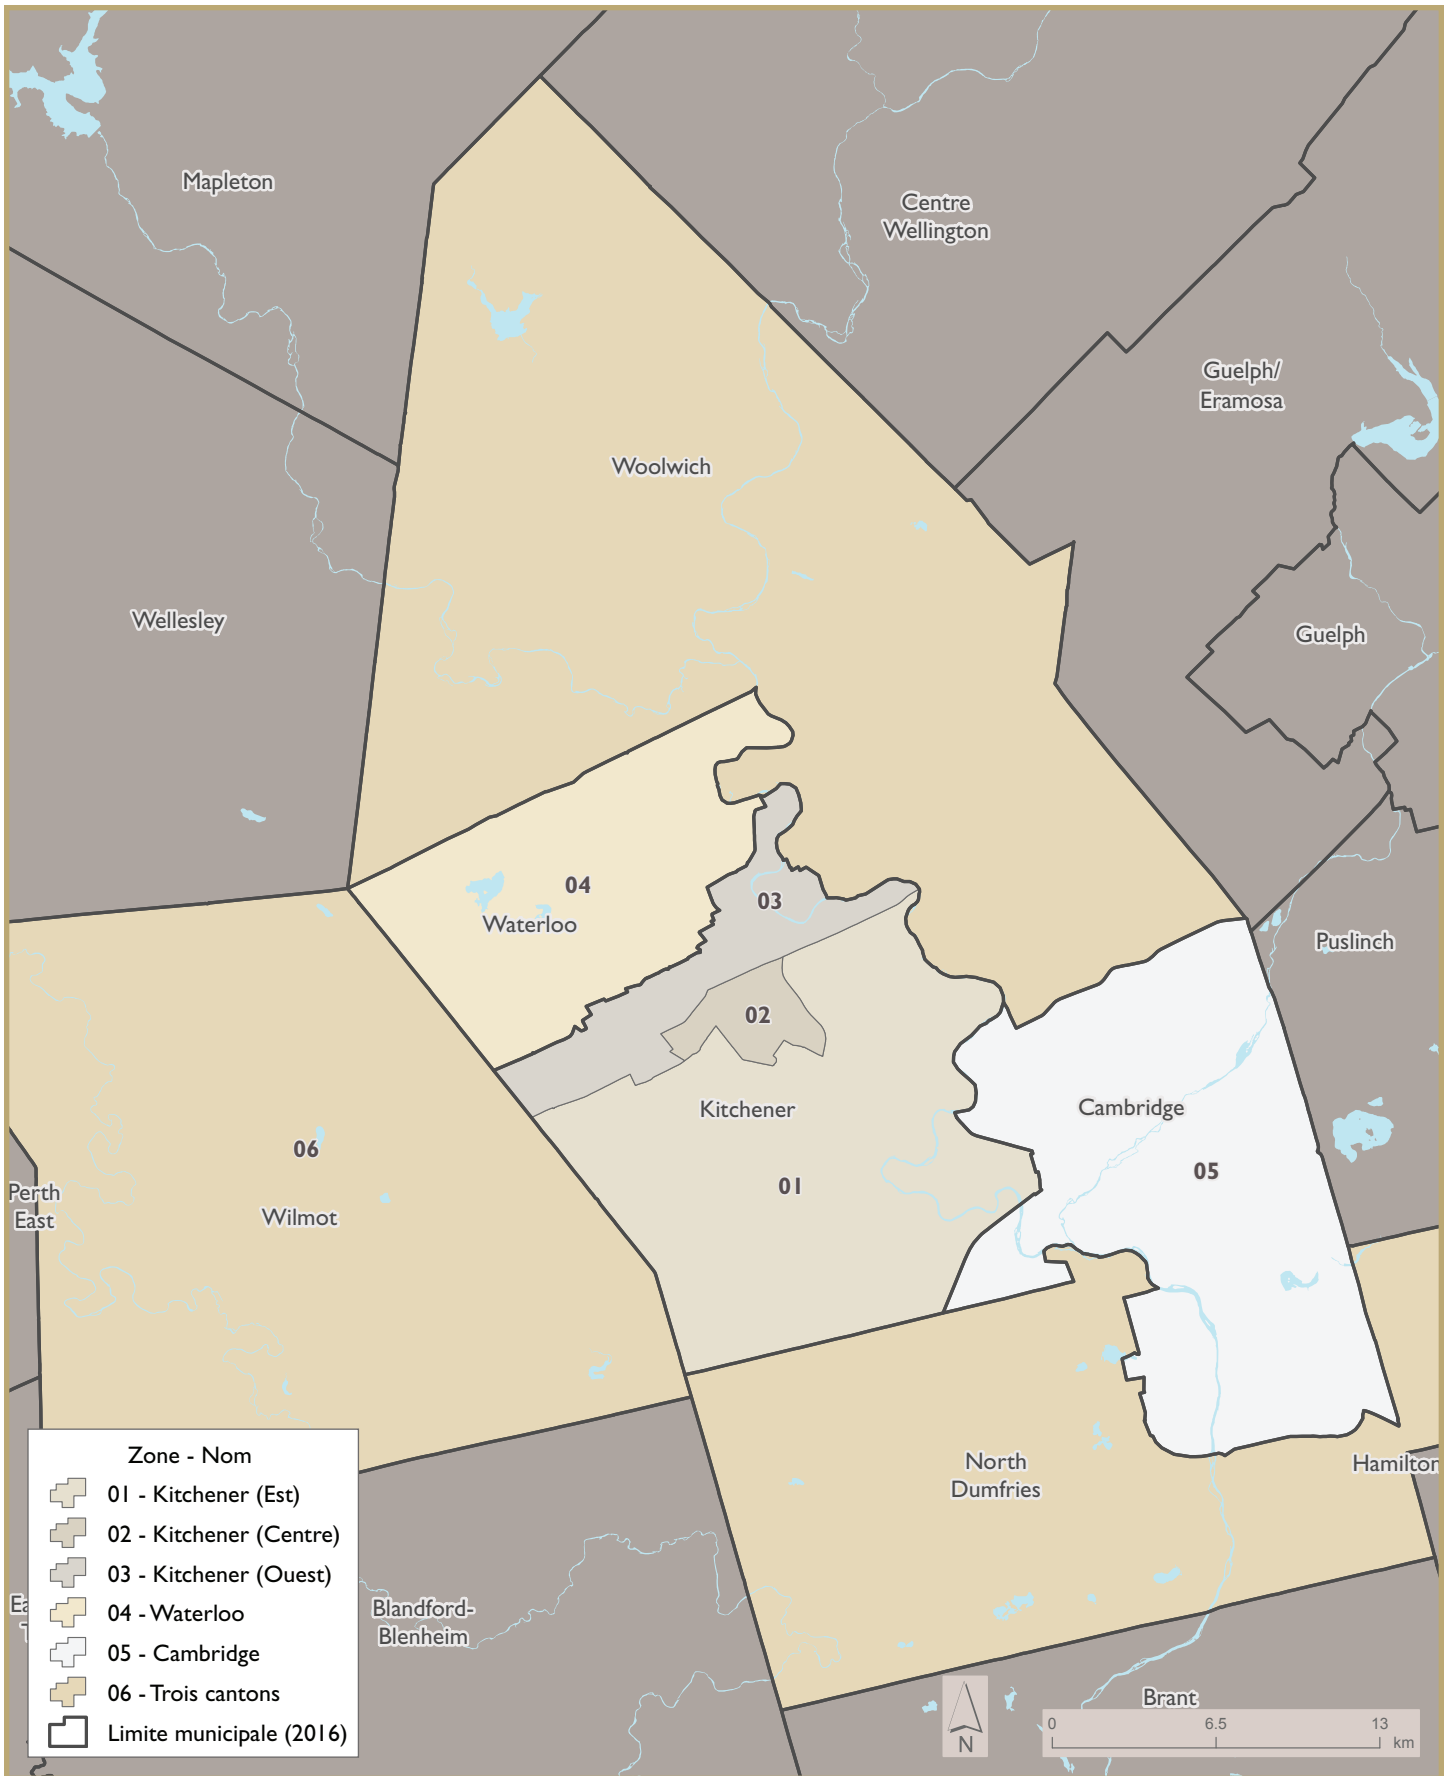 Mapleton
Centre
Wellington
Guelph/
Eramosa
Woolwich
Wellesley
Guelph
04
Waterloo
03
Puslinch
02
Kitchener
Cambridge
06
05
01
Perth
East
Wilmot
North
Dumfries
Hamilton
Zone - Nom
01 - Kitchener (Est)
02 - Kitchener (Centre)
03 - Kitchener (Ouest)
04 - Waterloo
05 - Cambridge
06 - Trois cantons
Limite municipale (2016)
Blandford-
Blenheim
Brant
N
0 6.5 13
km